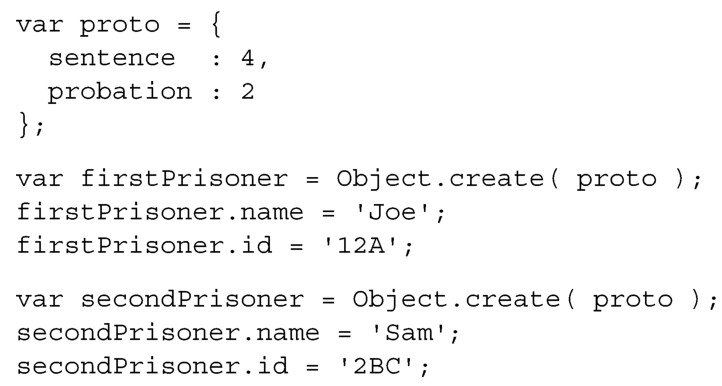 var proto = {
  sentence  : 4,
  probation : 2
};
var firstPrisoner = Object.create( proto );
firstPrisoner.name = 'Joe';
firstPrisoner.id = '12A';
var secondPrisoner = Object.create( proto );
secondPrisoner.name = 'Sam';
secondPrisoner.id = '2BC';